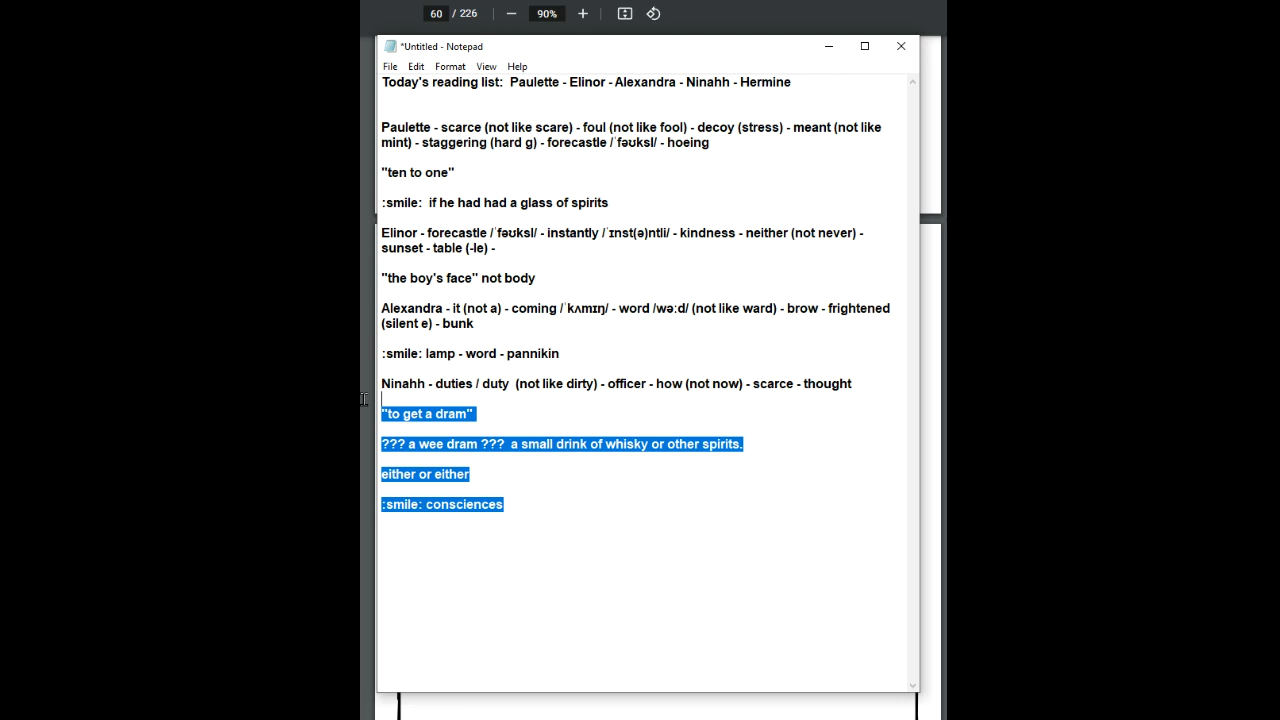 60 / 226 90%
*Untitled - Notepad
File Edit Format View Help
Today's reading list:  Paulette - Elinor - Alexandra - Ninahh - Hermine
Paulette - scarce (not like scare) - foul (not like fool) - decoy (stress) - meant (not like
mint) - staggering (hard g) - forecastle /ˈfəʊksl/ - hoeing
"ten to one"
:smile:  if he had had a glass of spirits
Elinor - forecastle /ˈfəʊksl/ - instantly /ˈɪnst(ə)ntli/ - kindness - neither (not never) -
sunset - table (-le) -
"the boy's face" not body
Alexandra - it (not a) - coming /ˈkʌmɪŋ/ - word /wəːd/ (not like ward) - brow - frightened
(silent e) - bunk
:smile: lamp - word - pannikin
Ninahh - duties / duty  (not like dirty) - officer - how (not now) - scarce - thought
"to get a dram"
??? a wee dram ???  a small drink of whisky or other spirits.
either or either
:smile: consciences